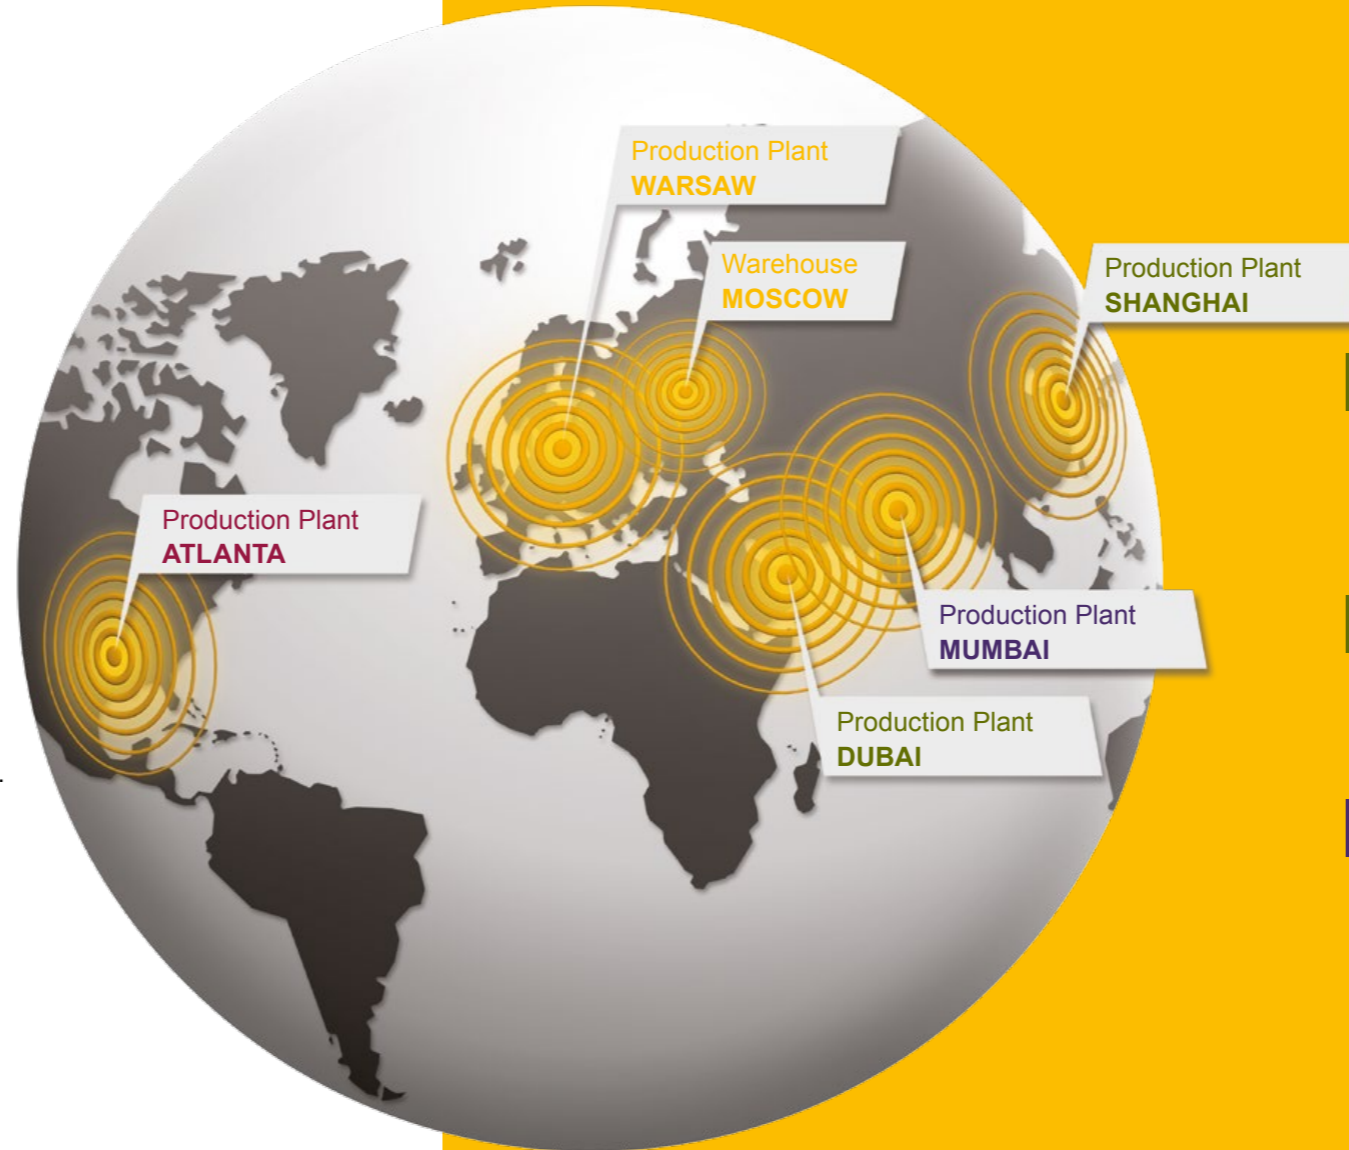 Production Plant
WARSAW
Warehouse
MOSCOW
Production Plant
SHANGHAI
Production Plant
ATLANTA
Production Plant
MUMBAI
Production Plant
DUBAI